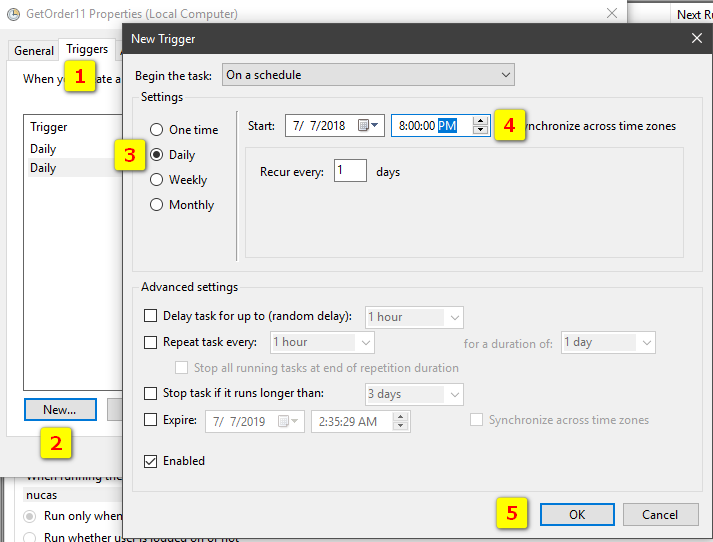 GetOrder11 Properties (Local Computer)
Next Ru
General
Triggers
1
When you
ate a
Trigger
Daily
Daily
New...
2
When running the
nucas
Run only when
Run whether user is logged on or not
New Trigger
Begin the task:
On a schedule
Settings
One time
3
Daily
Weekly
Monthly
Start:
7/ 7/2018
8:00:00 PM
4
nchronize across time zones
Recur every:
1
days
Advanced settings
Delay task for up to (random delay):
1 hour
Repeat task every:
1 hour
for a duration of:
1 day
Stop all running tasks at end of repetition duration
Stop task if it runs longer than:
3 days
Expire:
7/ 7/2019
2:35:29 AM
Synchronize across time zones
Enabled
5
OK
Cancel